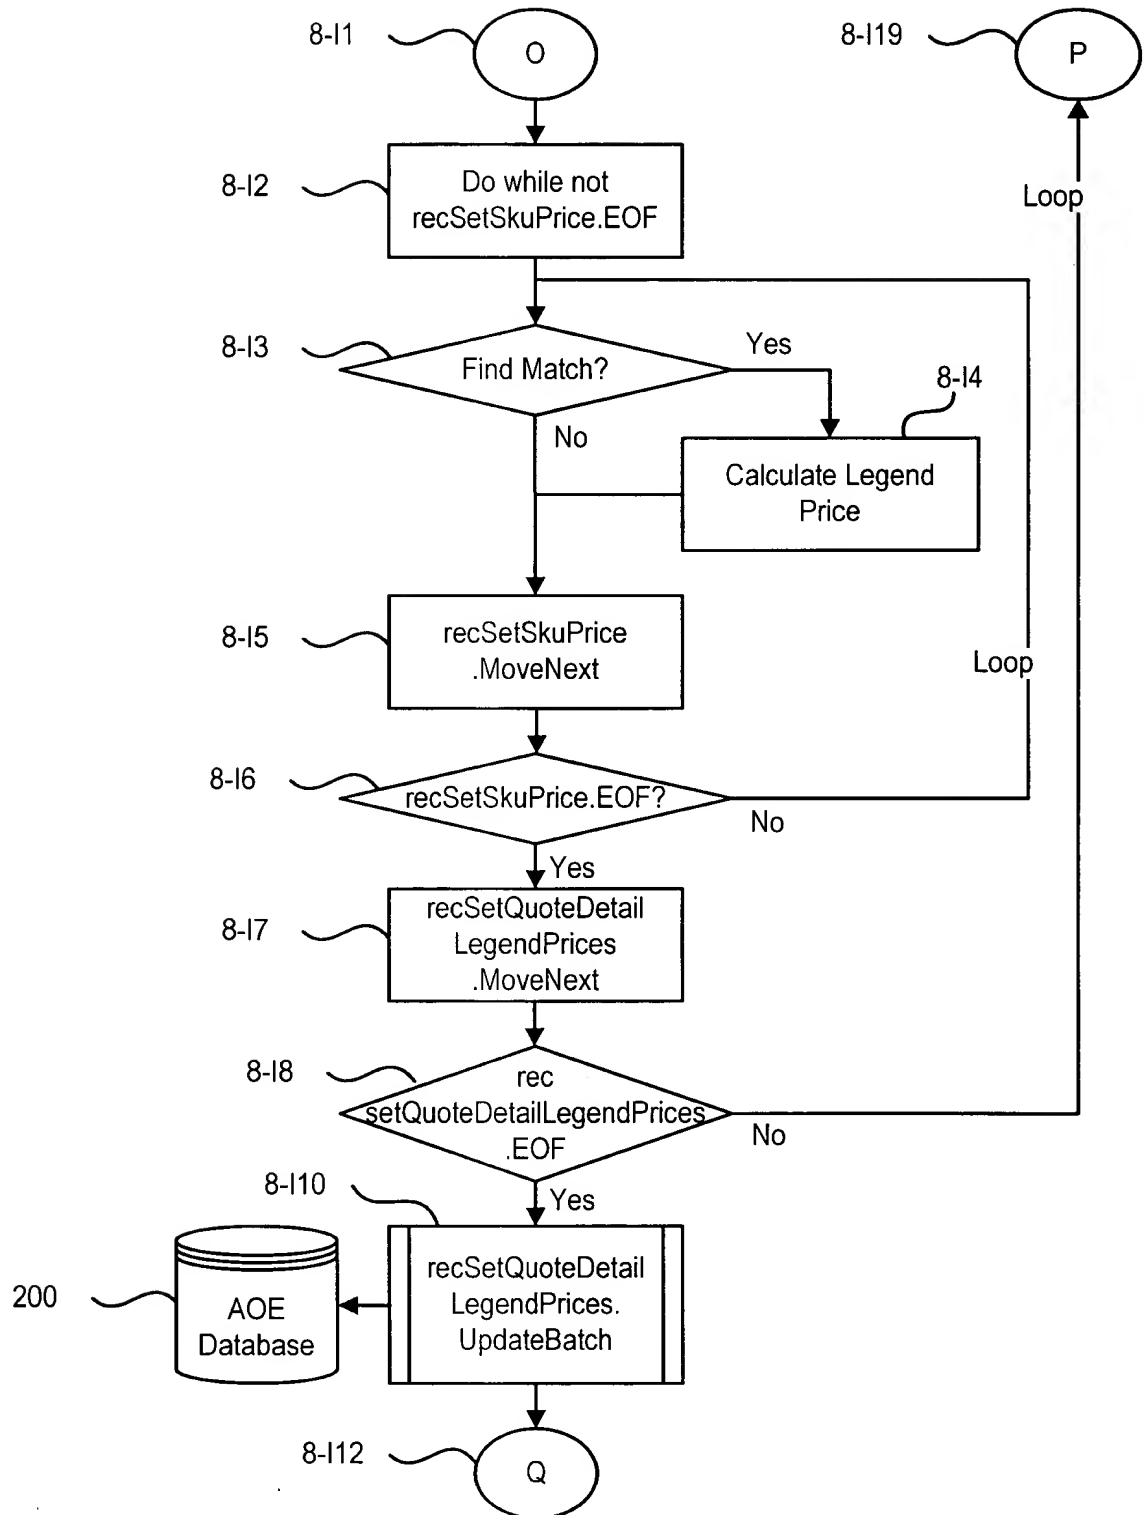 8-I1
O
8-I19
P
8-I2
Do while not
recSetSkuPrice.EOF
Loop
8-I3
Find Match?
Yes
No
8-I4
Calculate Legend
Price
8-I5
recSetSkuPrice
.MoveNext
Loop
8-I6
recSetSkuPrice.EOF?
No
Yes
8-I7
recSetQuoteDetail
LegendPrices
.MoveNext
8-I8
rec
setQuoteDetailLegendPrices
.EOF
No
Yes
8-I10
recSetQuoteDetail
LegendPrices.
UpdateBatch
200
AOE
Database
8-I12
Q